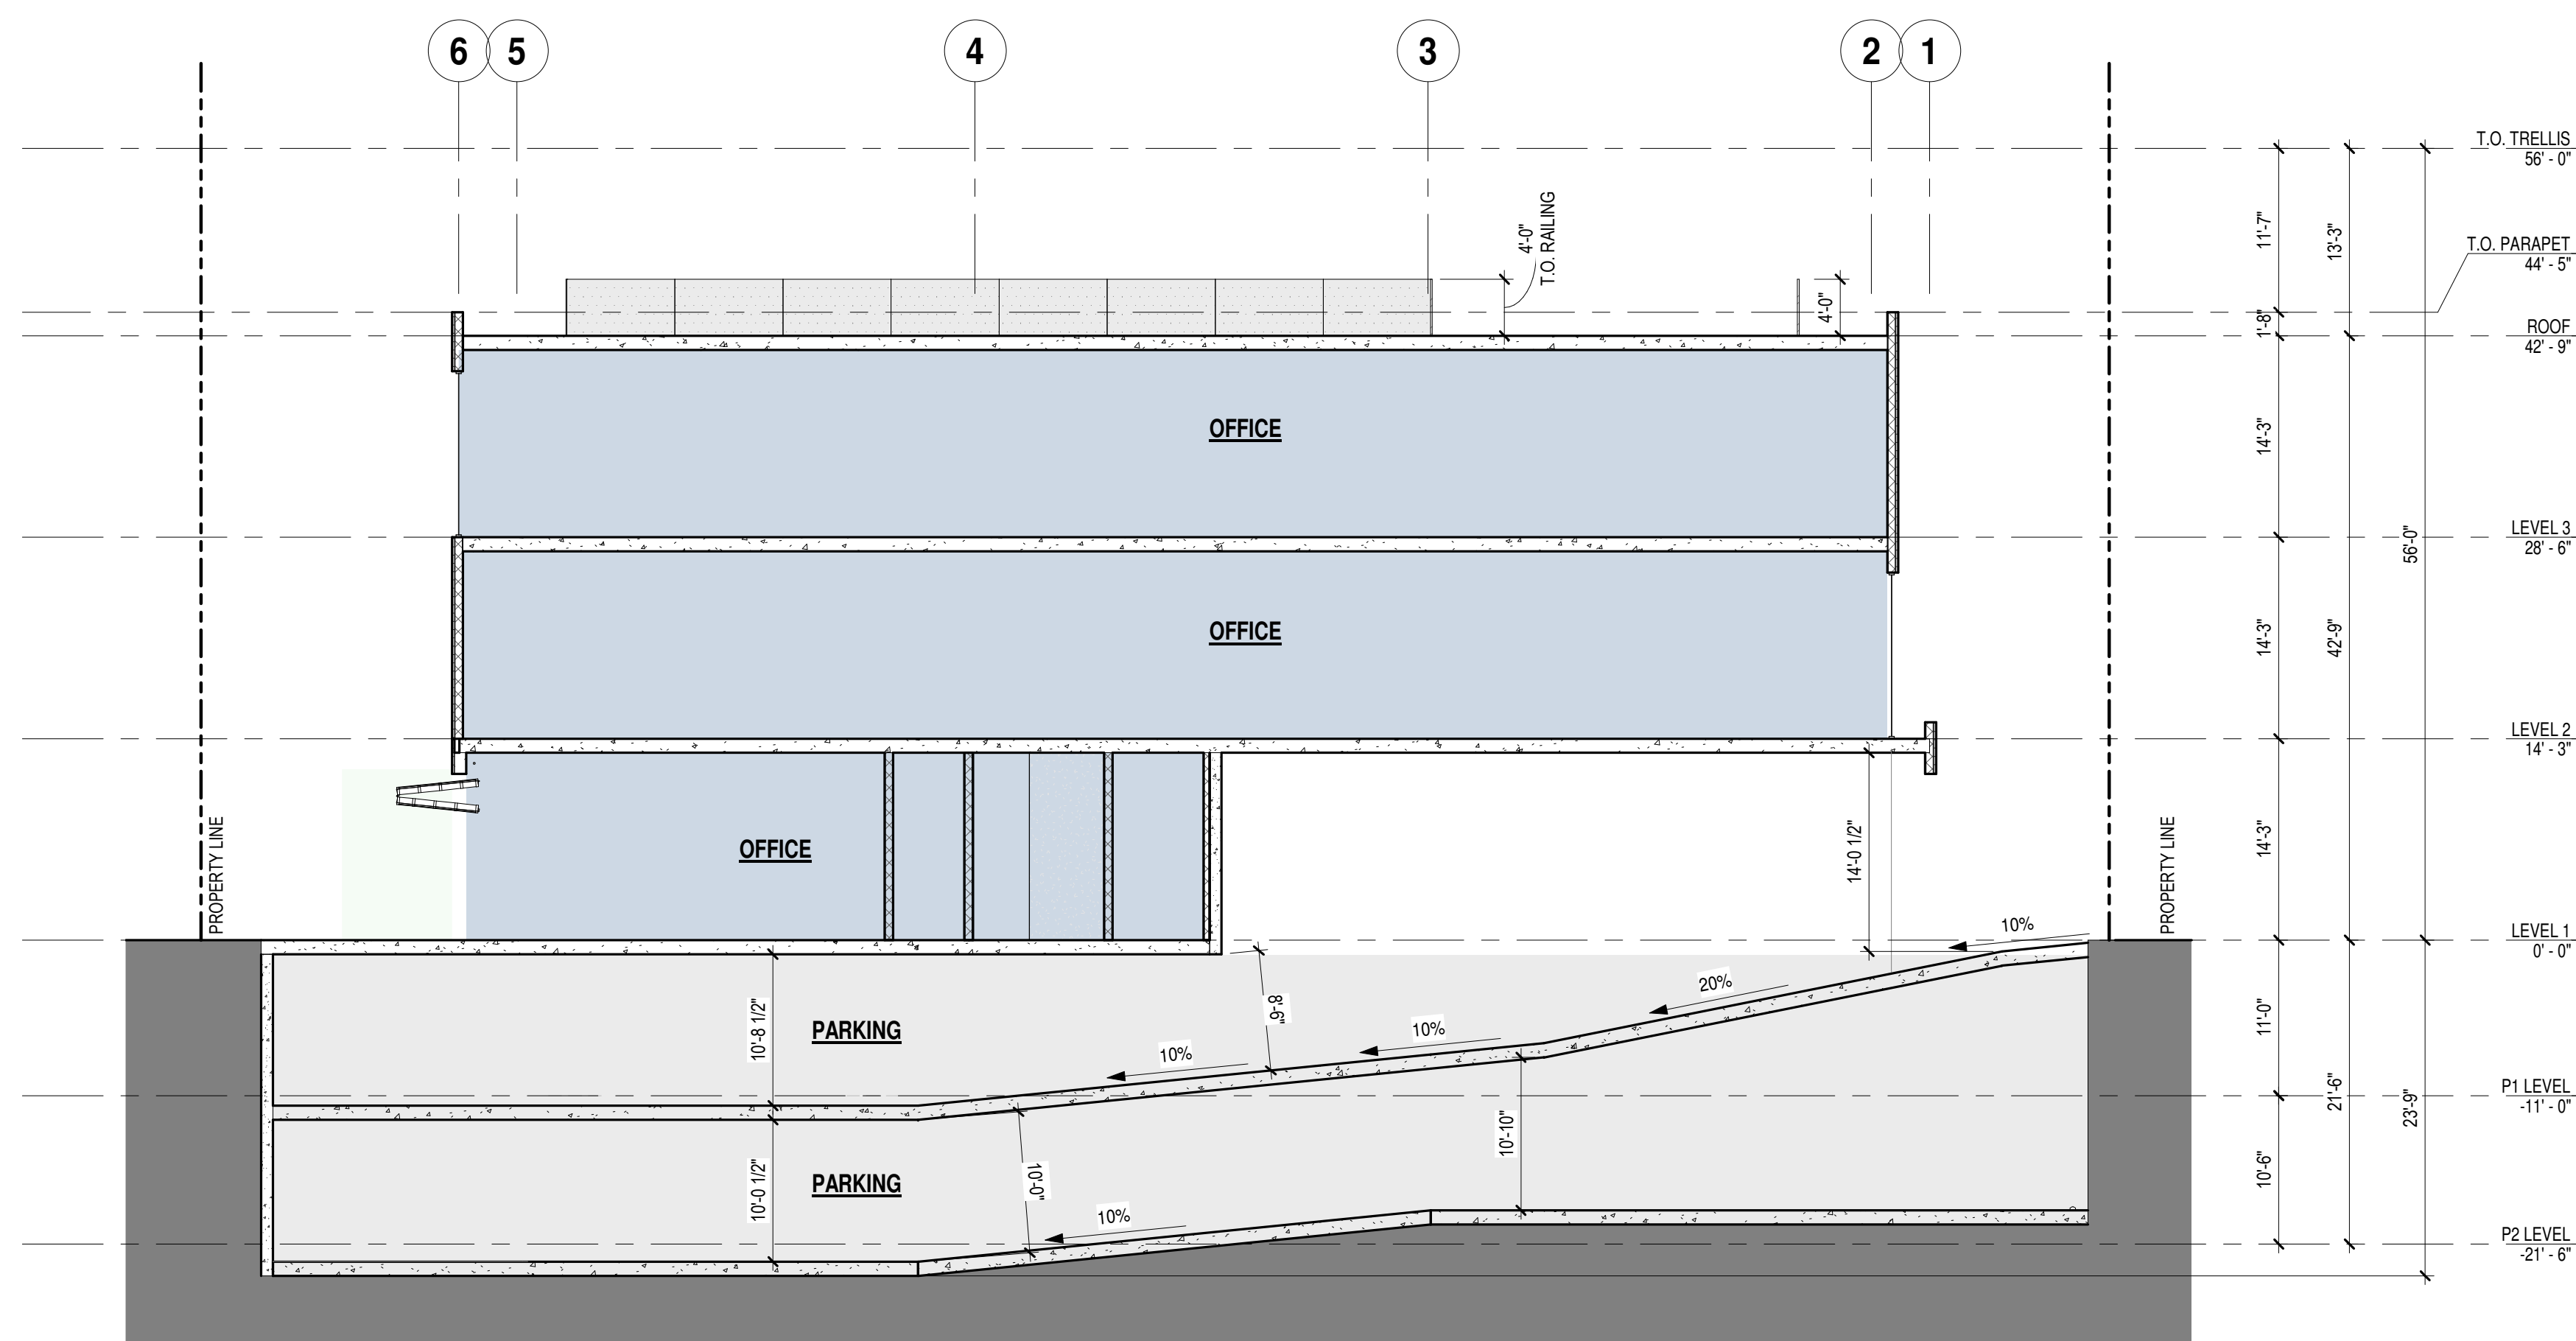 6
5
4
3
2
1
T.O. TRELLIS
56' - 0"
T.O. PARAPET
44' - 5"
ROOF
42' - 9"
LEVEL 3
28' - 6"
LEVEL 2
14' - 3"
LEVEL 1
0' - 0"
P1 LEVEL
-11' - 0"
P2 LEVEL
-21' - 6"
11'-7"
1'-8"
14'-3"
14'-3"
14'-3"
11'-0"
10'-6"
13'-3"
42'-9"
21'-6"
56'-0"
23'-9"
4'-0"
T.O. RAILING
4'-0"
OFFICE
OFFICE
OFFICE
PROPERTY LINE
PROPERTY LINE
14'-0 1/2"
10%
20%
10%
10%
8'-6"
10'-8 1/2"
PARKING
10'-0 1/2"
PARKING
10'-0"
10'-10"
10%